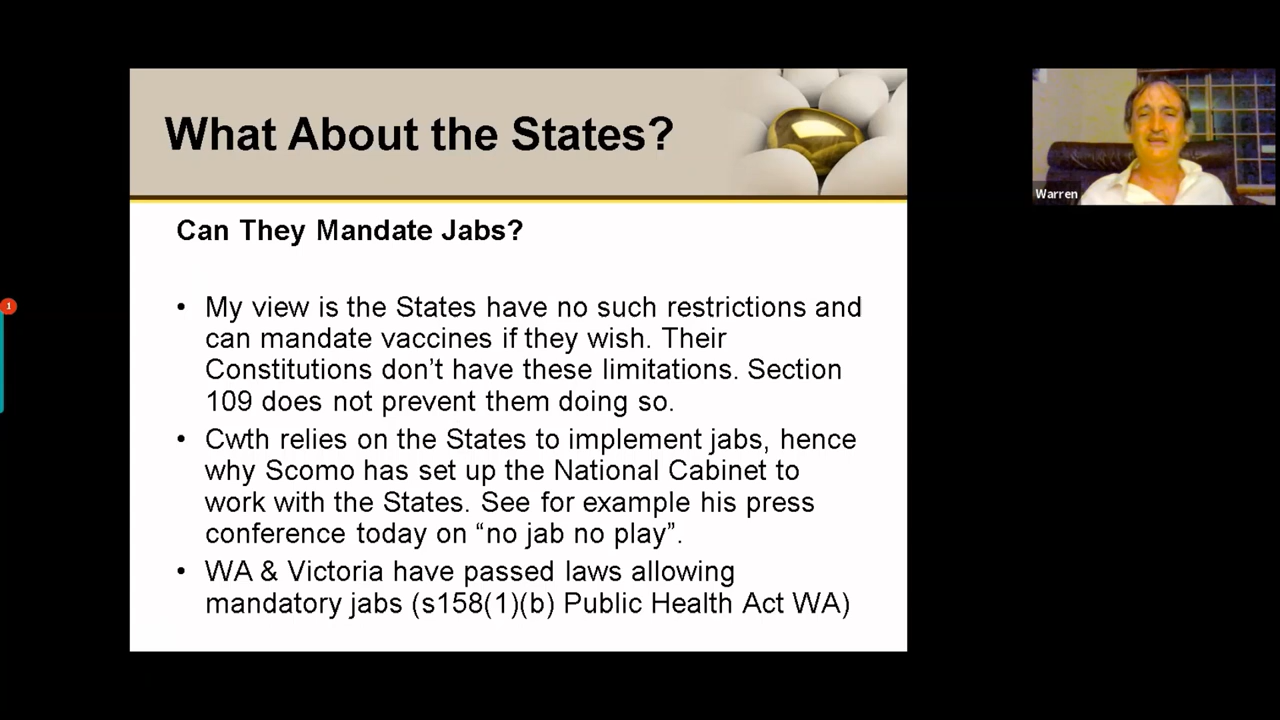 What About the States?
Can They Mandate Jabs?
• My view is the States have no such restrictions and
can mandate vaccines if they wish. Their
Constitutions don’t have these limitations. Section
109 does not prevent them doing so.
• Cwth relies on the States to implement jabs, hence
why Scomo has set up the National Cabinet to
work with the States. See for example his press
conference today on “no jab no play”.
• WA & Victoria have passed laws allowing
mandatory jabs (s158(1)(b) Public Health Act WA)
Warren
1